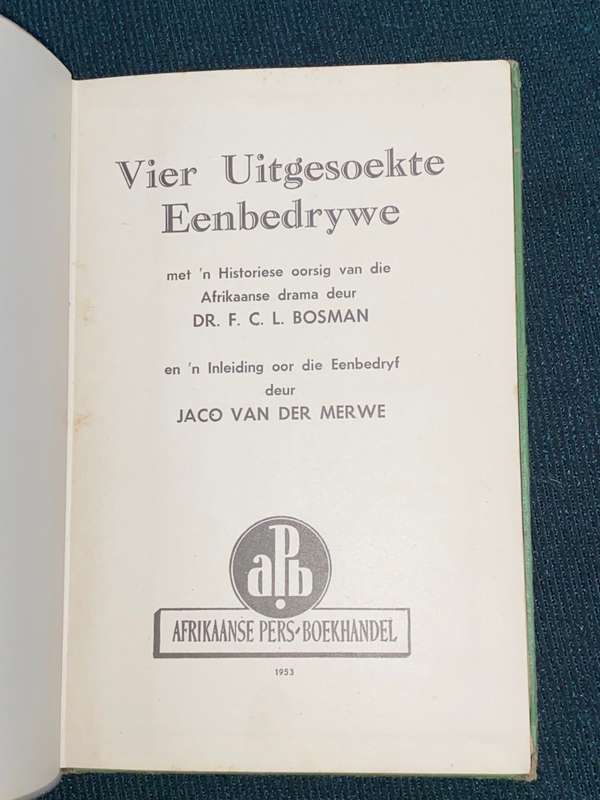 Vier Uitgesoekte
Eenbedrywe
met 'n Historiese oorsig van die
Afrikaanse drama deur
DR. F. C. L. BOSMAN
en 'n Inleiding oor die Eenbedryf
deur
JACO VAN DER MERWE
aPb
AFRIKAANSE PERS-BOEKHANDEL
1953